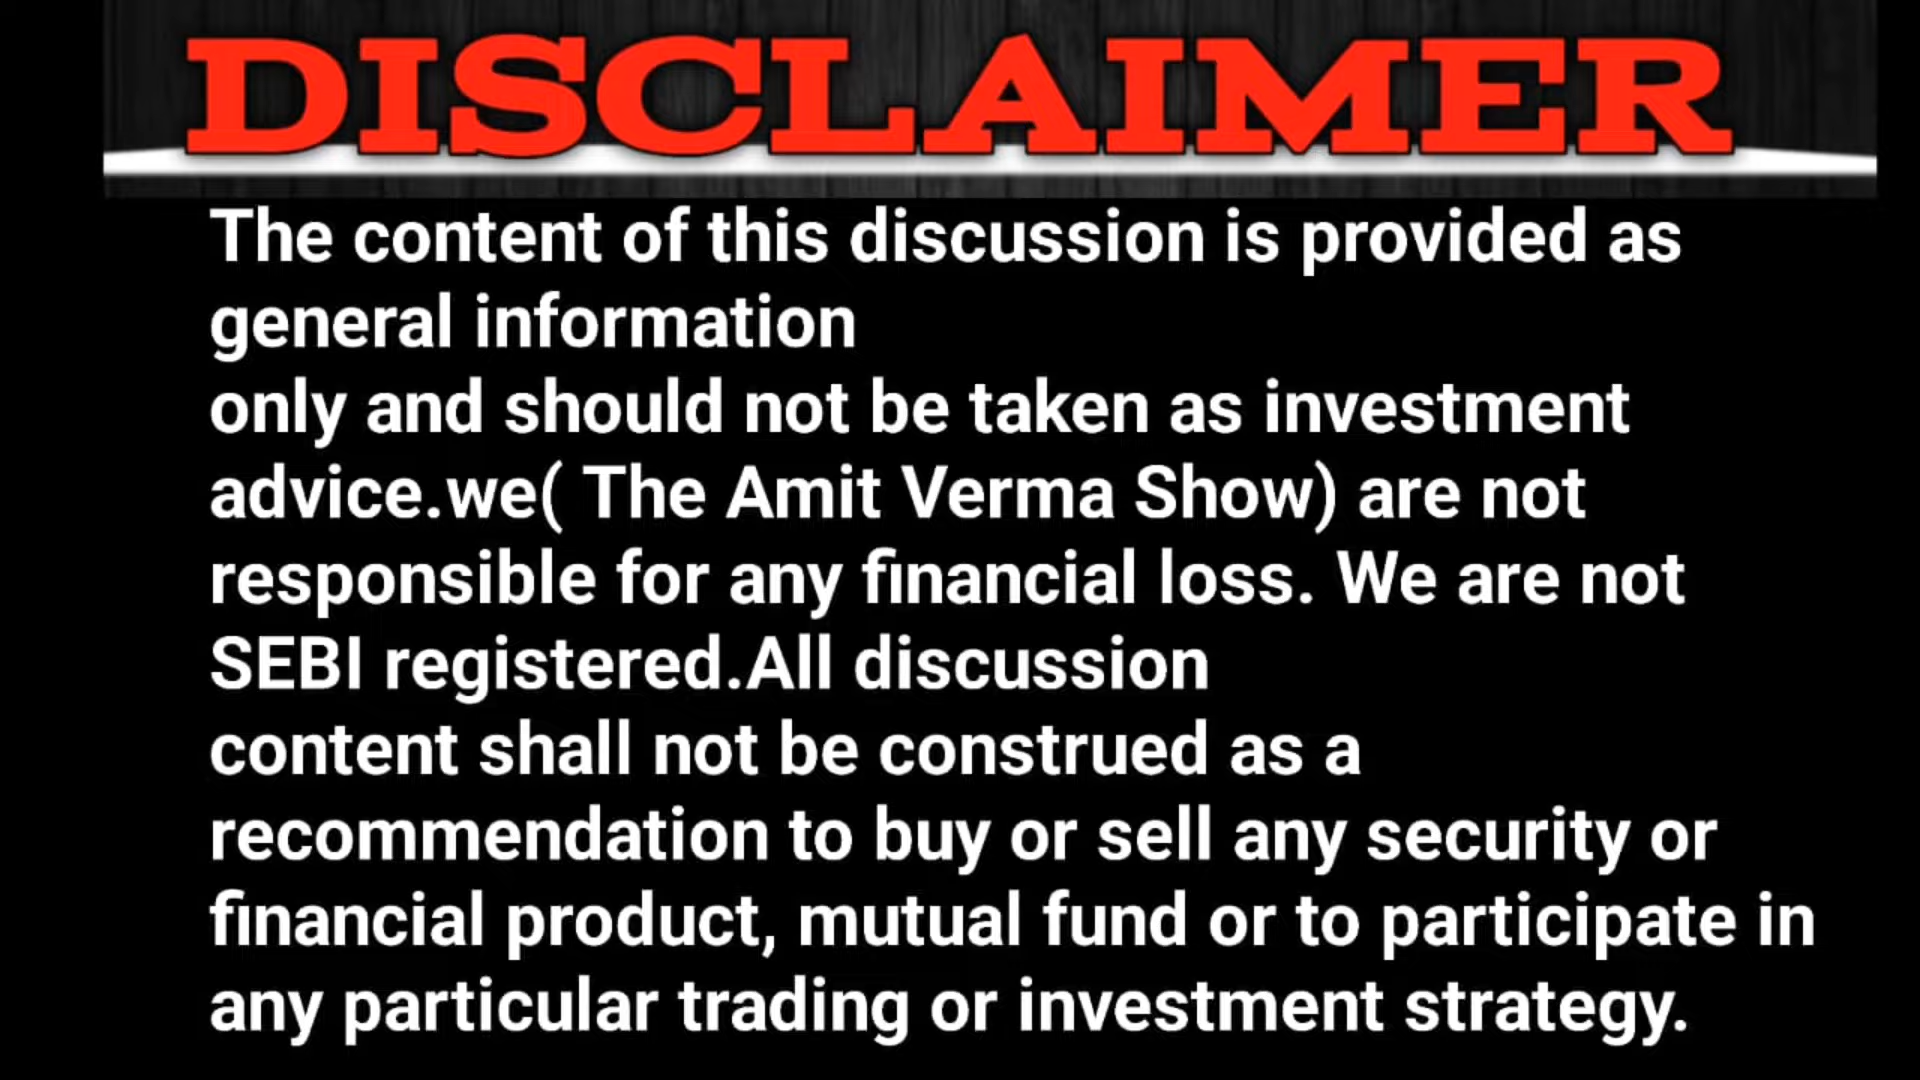 DISCLAIMER
The content of this discussion is provided as
general information
only and should not be taken as investment
advice.we( The Amit Verma Show) are not
responsible for any financial loss. We are not
SEBI registered.All discussion
content shall not be construed as a
recommendation to buy or sell any security or
financial product, mutual fund or to participate in
any particular trading or investment strategy.